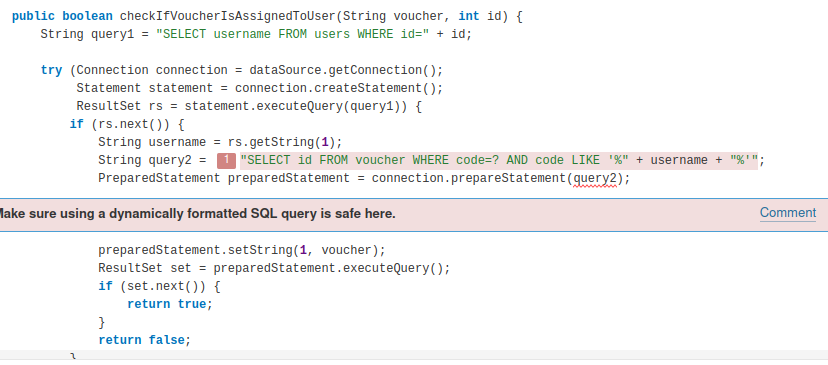 public boolean checkIfVoucherIsAssignedToUser(String voucher, int id) {
String query1 = "SELECT username FROM users WHERE id=" + id;
try (Connection connection = dataSource.getConnection();
Statement statement = connection.createStatement();
ResultSet rs = statement.executeQuery(query1)) {
if (rs.next()) {
String username = rs.getString(1);
String query2 = 1 "SELECT id FROM voucher WHERE code=? AND code LIKE '%" + username + "%'";
PreparedStatement preparedStatement = connection.prepareStatement(query2);
Make sure using a dynamically formatted SQL query is safe here. Comment
preparedStatement.setString(1, voucher);
ResultSet set = preparedStatement.executeQuery();
if (set.next()) {
return true;
}
return false;
}